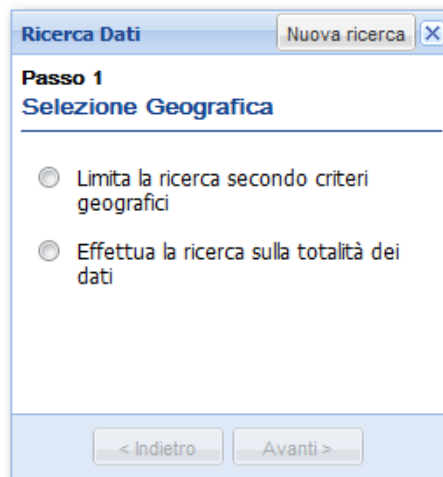 Ricerca Dati Nuova ricerca
Passo 1
Selezione Geografica
Limita la ricerca secondo criteri
geografici
Effettua la ricerca sulla totalità dei
dati
< Indietro Avanti >